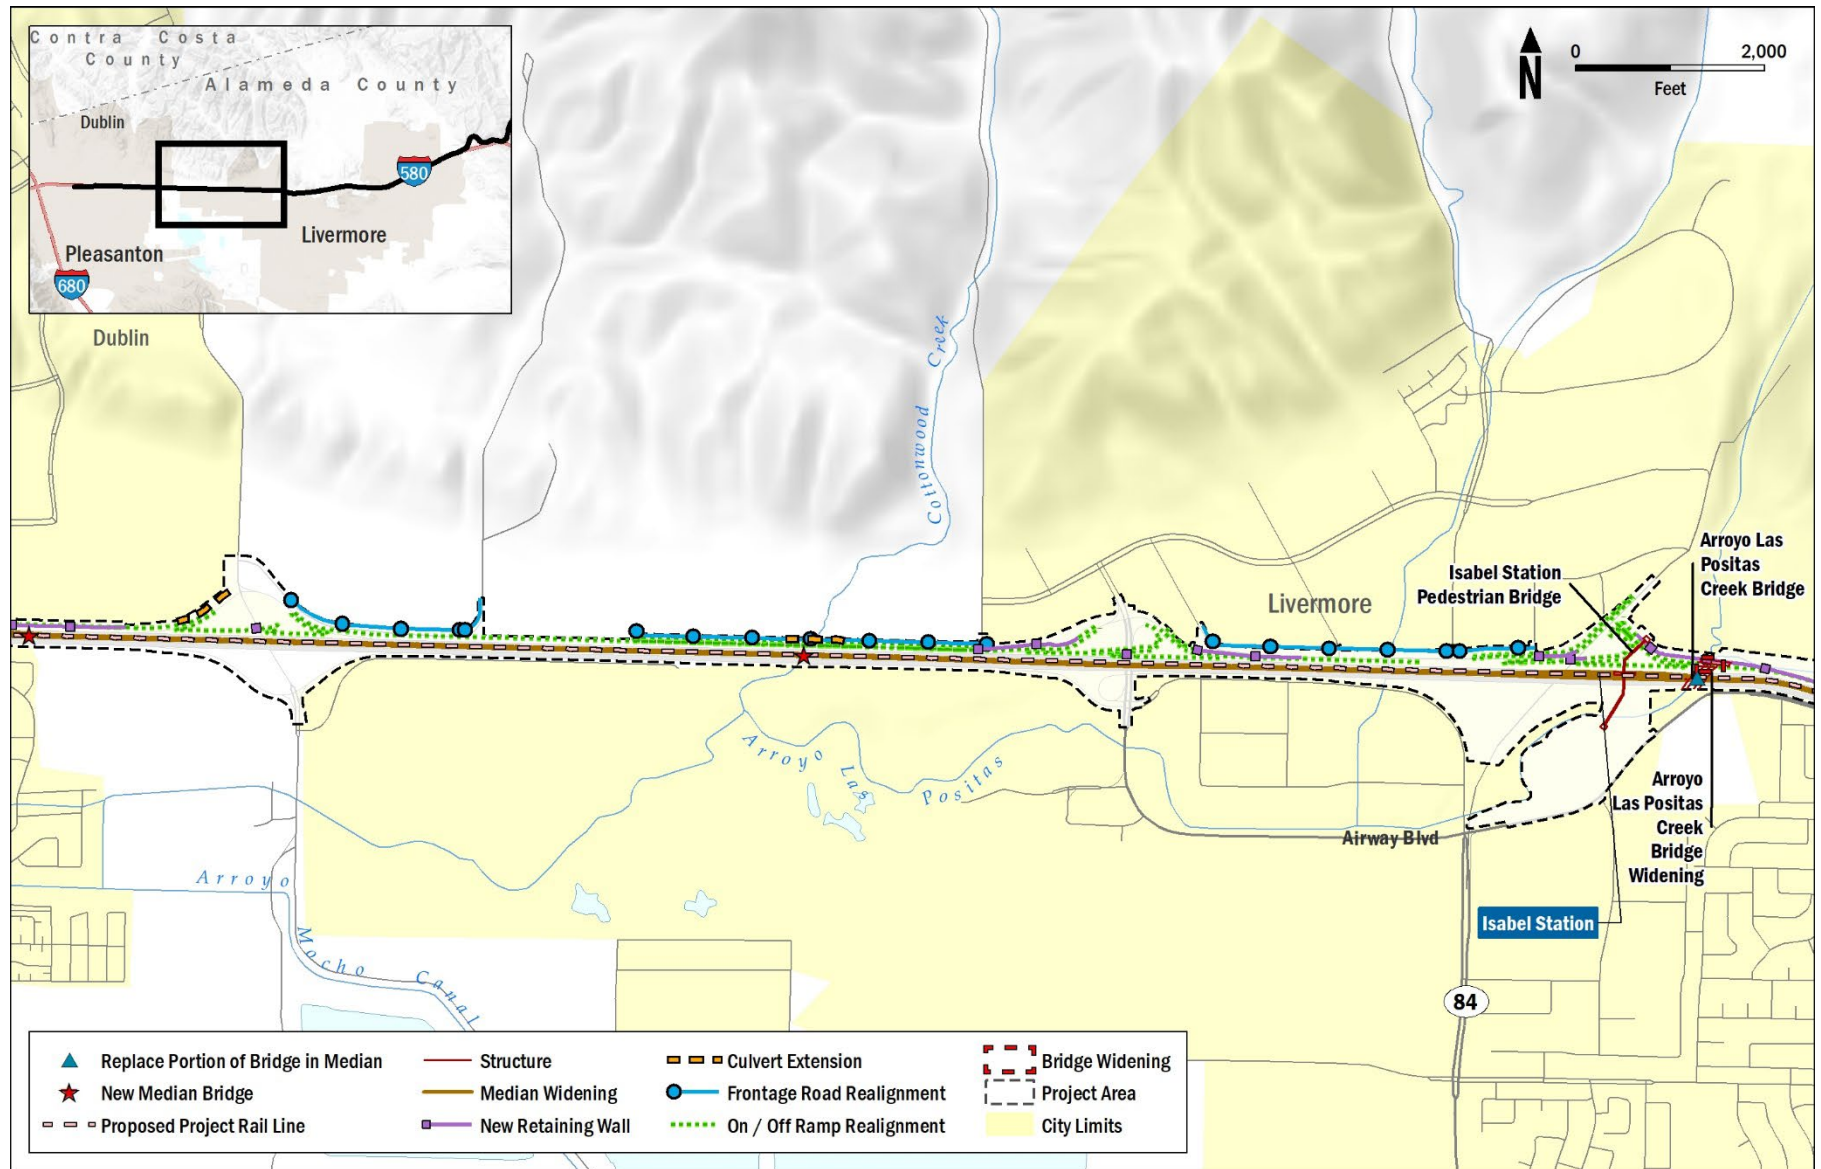 Contra Costa
County
Alameda County
Dublin
580
Livermore
Pleasanton
680
N
0 2,000
Feet
Dublin
Cottonwood Creek
Arroyo Las
Positas
Creek Bridge
Isabel Station
Pedestrian Bridge
Livermore
Arroyo Las Positas
Arroyo
Las Positas
Creek
Bridge
Widening
Airway Blvd
Arroyo Mocho Canal
Isabel Station
84
Replace Portion of Bridge in Median
New Median Bridge
Proposed Project Rail Line
Structure
Median Widening
New Retaining Wall
Culvert Extension
Frontage Road Realignment
On / Off Ramp Realignment
Bridge Widening
Project Area
City Limits